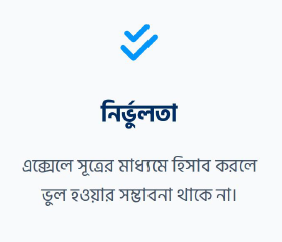 নির্ভুলতা
এক্সেলে সূত্রের মাধ্যমে হিসাব করলে
ভুল হওয়ার সম্ভাবনা থাকে না।